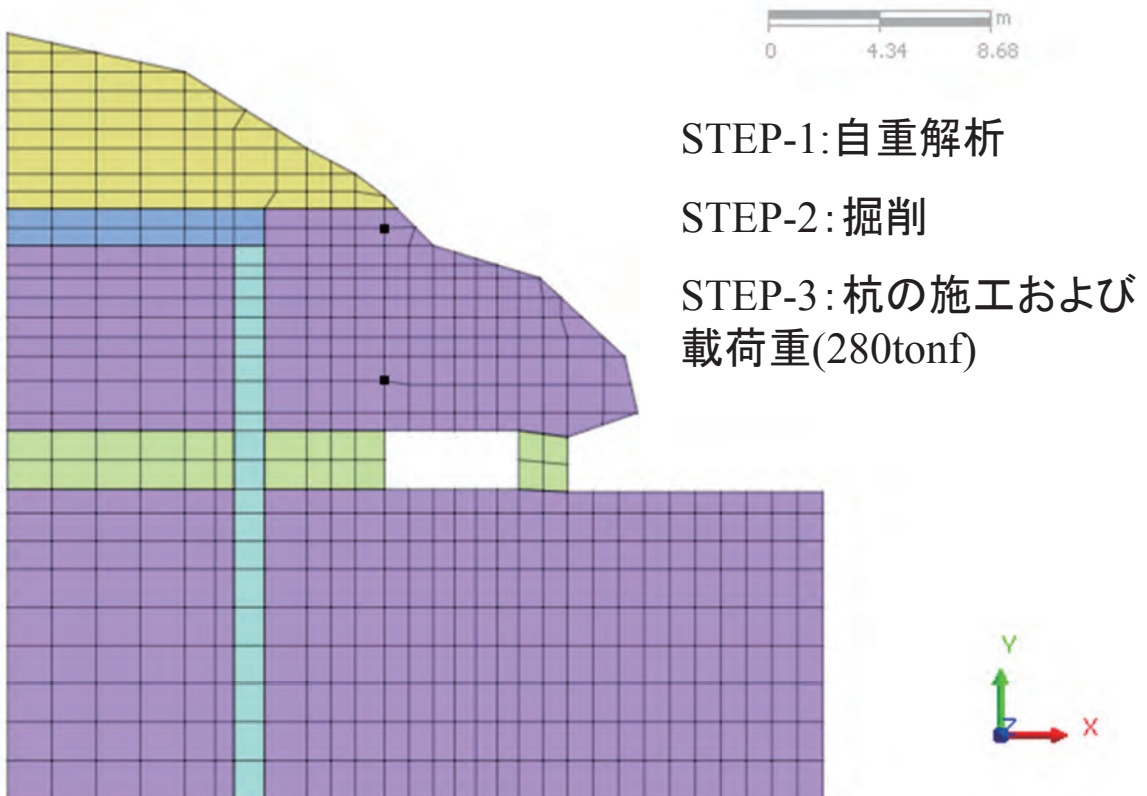 m
0 4.34 8.68
STEP-1:自重解析
STEP-2：掘削
STEP-3：杭の施工および
載荷重(280tonf)
Y
Z X